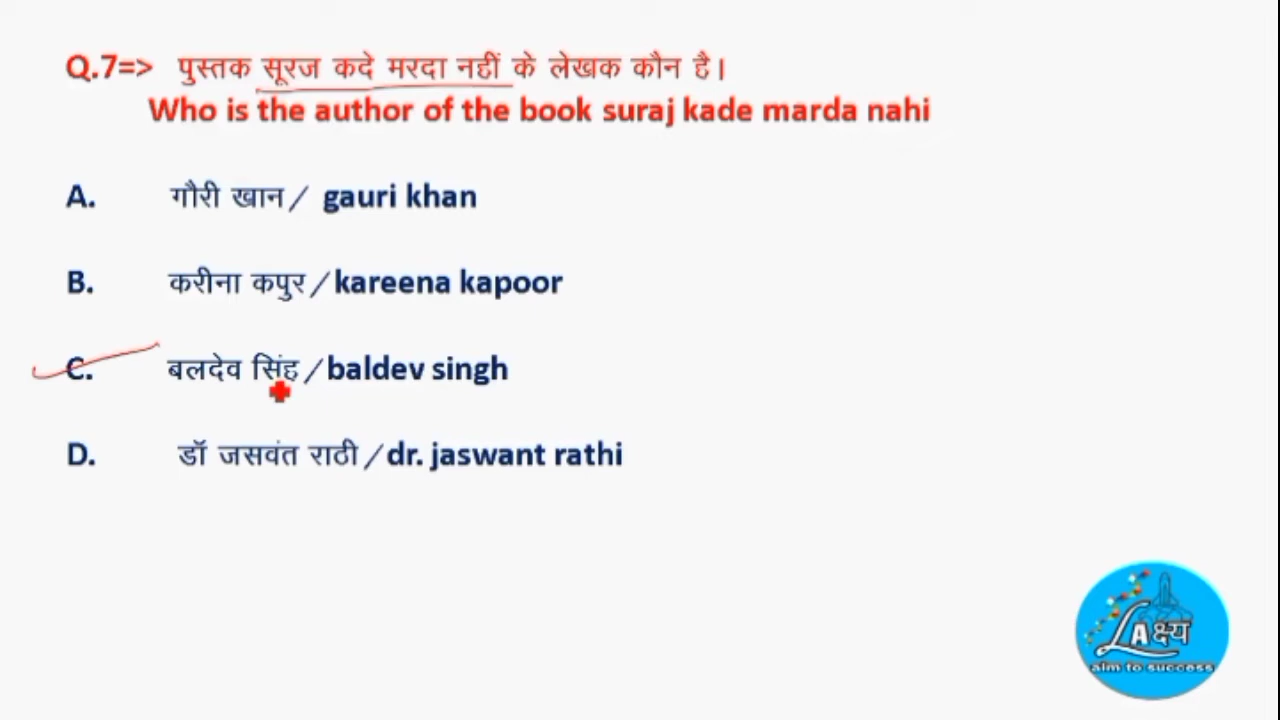 Q.7=> पुस्तक सूरज कदे मरदा नहीं के लेखक कौन है।
Who is the author of the book suraj kade marda nahi
A. गौरी खान/ gauri khan
B. करीना कपुर/kareena kapoor
C. बलदेव सिंह/baldev singh
D. डॉ जसवंत राठी/dr. jaswant rathi
LAक्ष्य
aim to success